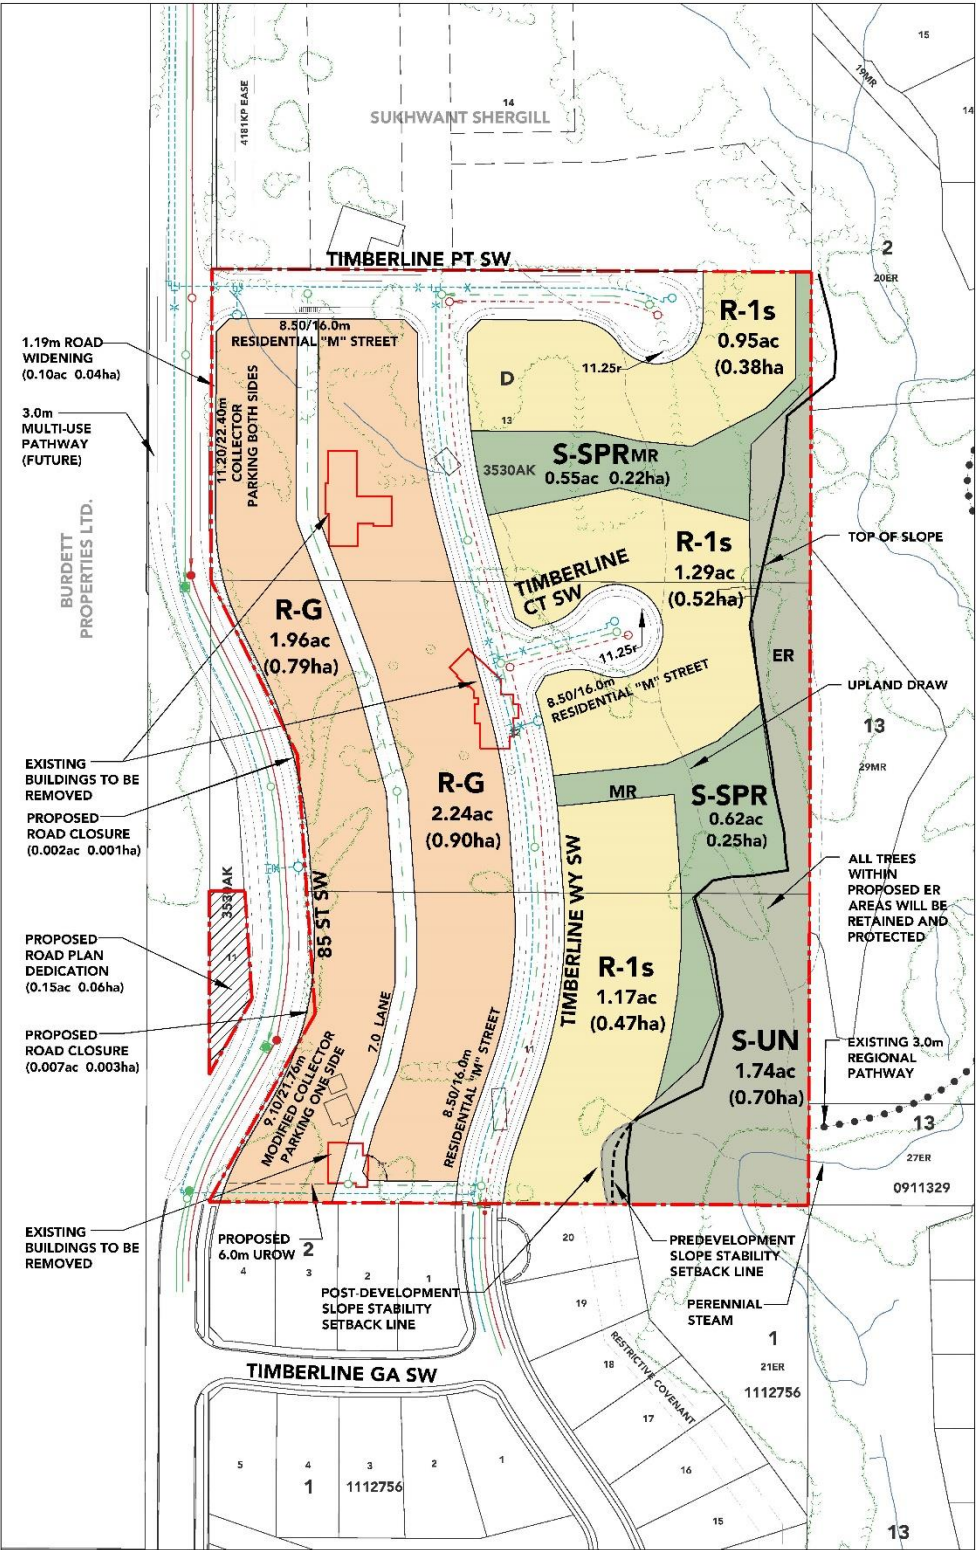 15
19MR
14
14
SUKHWANT SHERGILL
4181KP EASE
2
20ER
TIMBERLINE PT SW
8.50/16.0m
RESIDENTIAL "M" STREET
R-1s
0.95ac
(0.38ha
11.25r
1.19m ROAD
WIDENING
(0.10ac 0.04ha)
3.0m
MULTI-USE
PATHWAY
(FUTURE)
11.20/22.40m
COLLECTOR
PARKING BOTH SIDES
D
13
S-SPR MR
0.55ac 0.22ha)
3530AK
BURDETT
PROPERTIES LTD.
R-1s
1.29ac
(0.52ha)
TOP OF SLOPE
TIMBERLINE
CT SW
R-G
1.96ac
(0.79ha)
11.25r
8.50/16.0m
RESIDENTIAL "M" STREET
ER
UPLAND DRAW
13
29MR
12
EXISTING
BUILDINGS TO BE
REMOVED
R-G
2.24ac
(0.90ha)
MR
S-SPR
0.62ac
0.25ha)
PROPOSED
ROAD CLOSURE
(0.002ac 0.001ha)
ALL TREES
WITHIN
PROPOSED ER
AREAS WILL BE
RETAINED AND
PROTECTED
3530AK
11
85 ST SW
TIMBERLINE WY SW
PROPOSED
ROAD PLAN
DEDICATION
(0.15ac 0.06ha)
R-1s
1.17ac
(0.47ha)
7.0 LANE
PROPOSED
ROAD CLOSURE
(0.007ac 0.003ha)
S-UN
1.74ac
(0.70ha)
EXISTING 3.0m
REGIONAL
PATHWAY
9.10/21.76m
MODIFIED COLLECTOR
PARKING ONE SIDE
8.50/16.0m
RESIDENTIAL "M" STREET
11
13
27ER
0911329
EXISTING
BUILDINGS TO BE
REMOVED
PROPOSED
6.0m UROW
2
4
3
2
1
20
PREDEVELOPMENT
SLOPE STABILITY
SETBACK LINE
POST-DEVELOPMENT
SLOPE STABILITY
SETBACK LINE
19
PERENNIAL
STEAM
1
21ER
1112756
RESTRICTIVE COVENANT
18
TIMBERLINE GA SW
17
5
4
3
2
1
1
1112756
16
15
13